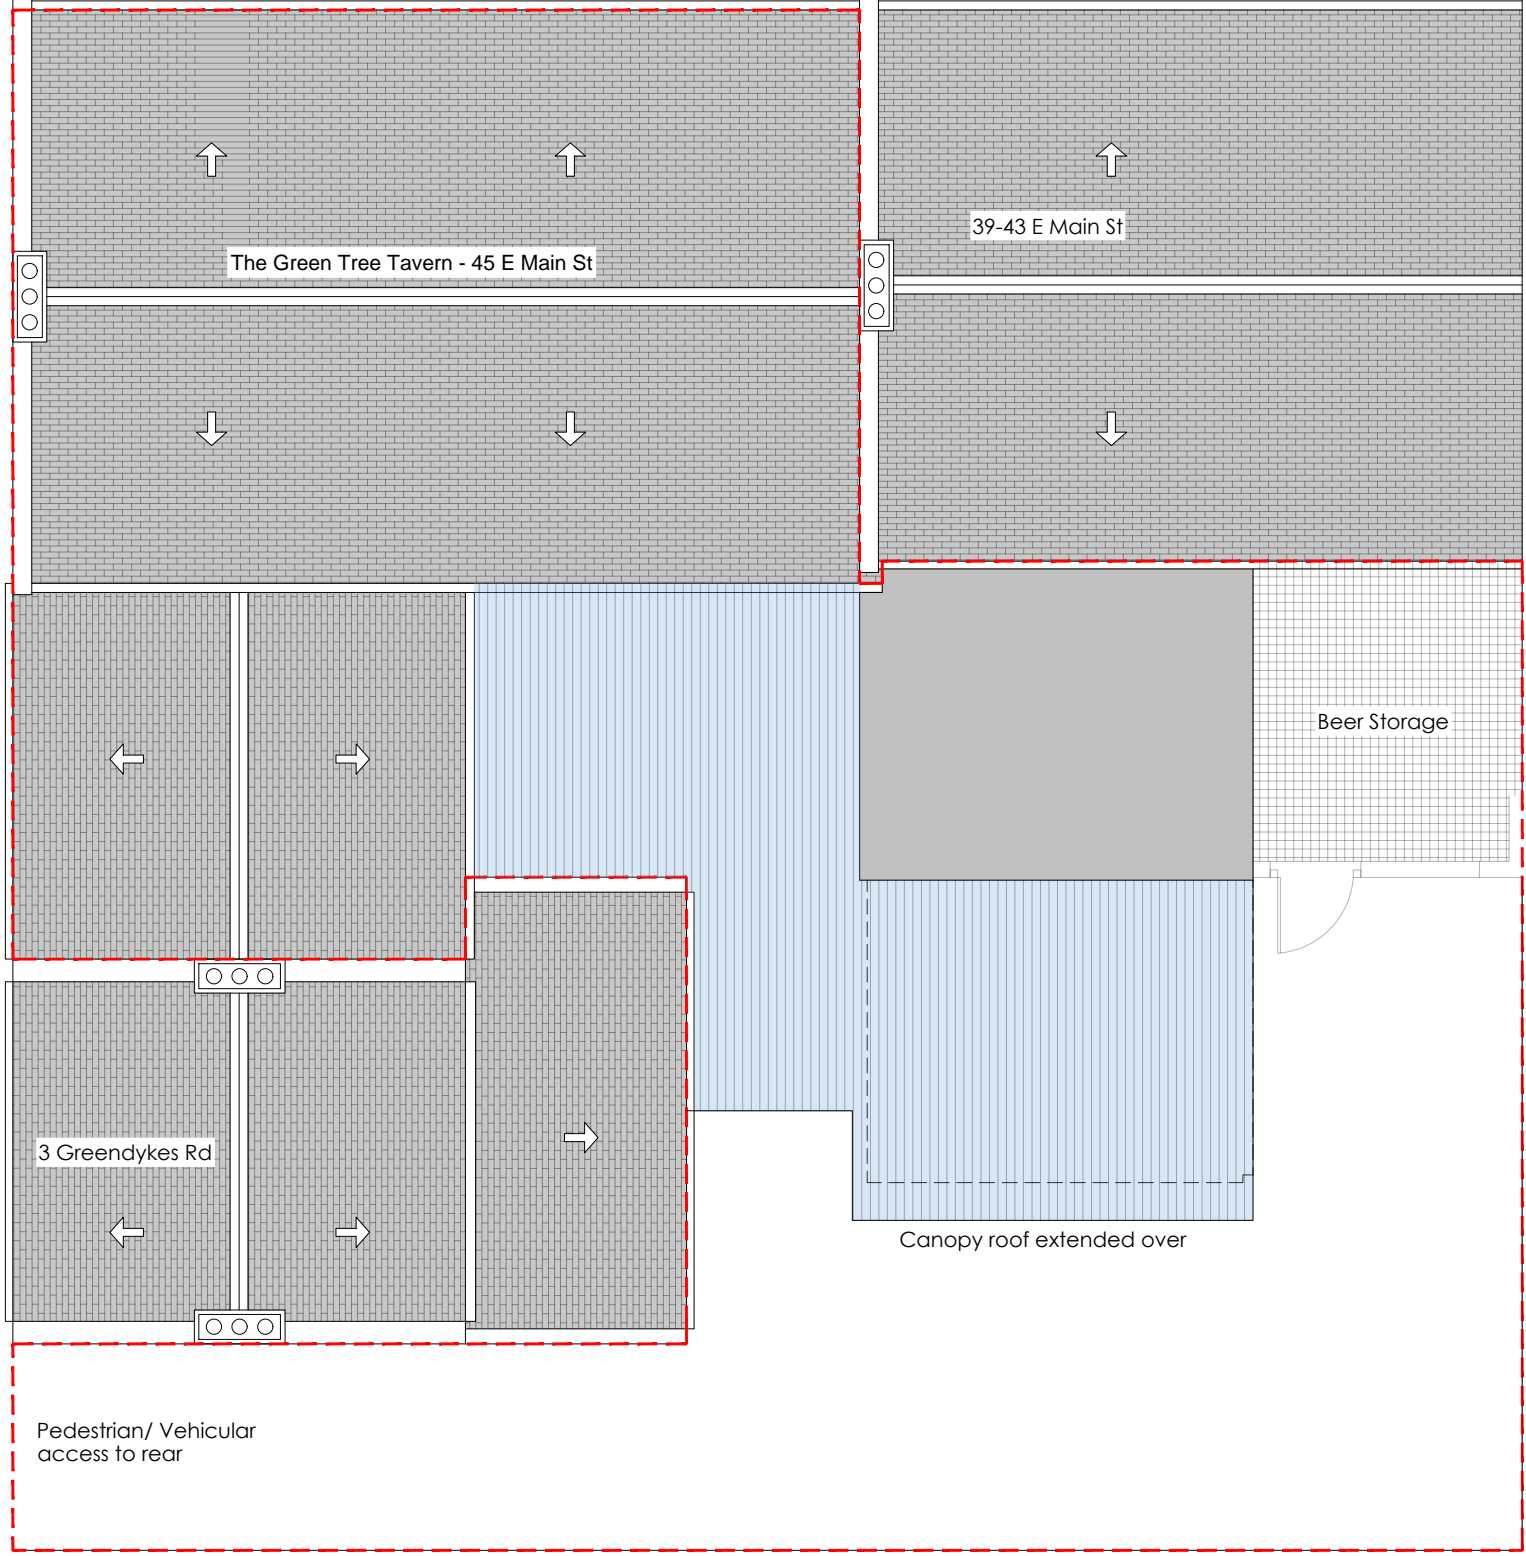 39-43 E Main St
The Green Tree Tavern - 45 E Main St
Beer Storage
3 Greendykes Rd
Canopy roof extended over
Pedestrian/ Vehicular
access to rear